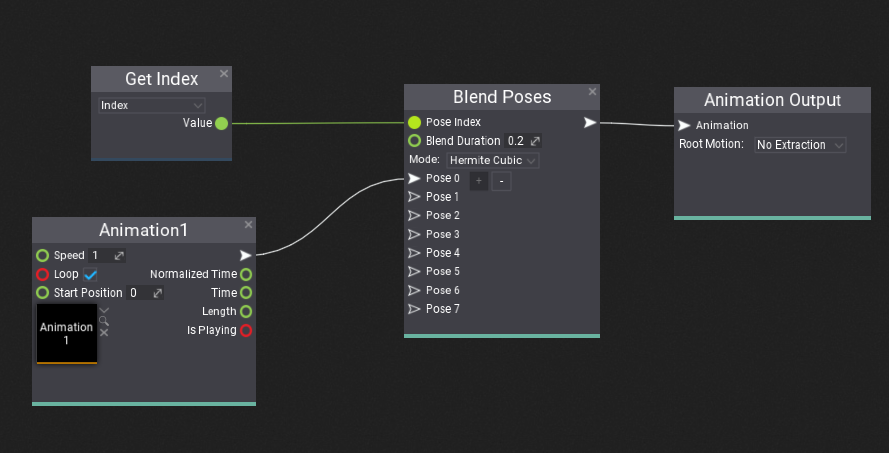 Get Index
Index
Value
Blend Poses
Pose Index
Blend Duration 0.2
Mode: Hermite Cubic
Pose 0 + -
Pose 1
Pose 2
Pose 3
Pose 4
Pose 5
Pose 6
Pose 7
Animation Output
Animation
Root Motion: No Extraction
Animation1
Speed 1
Loop Normalized Time
Start Position 0 Time
Length
Is Playing
Animation
1